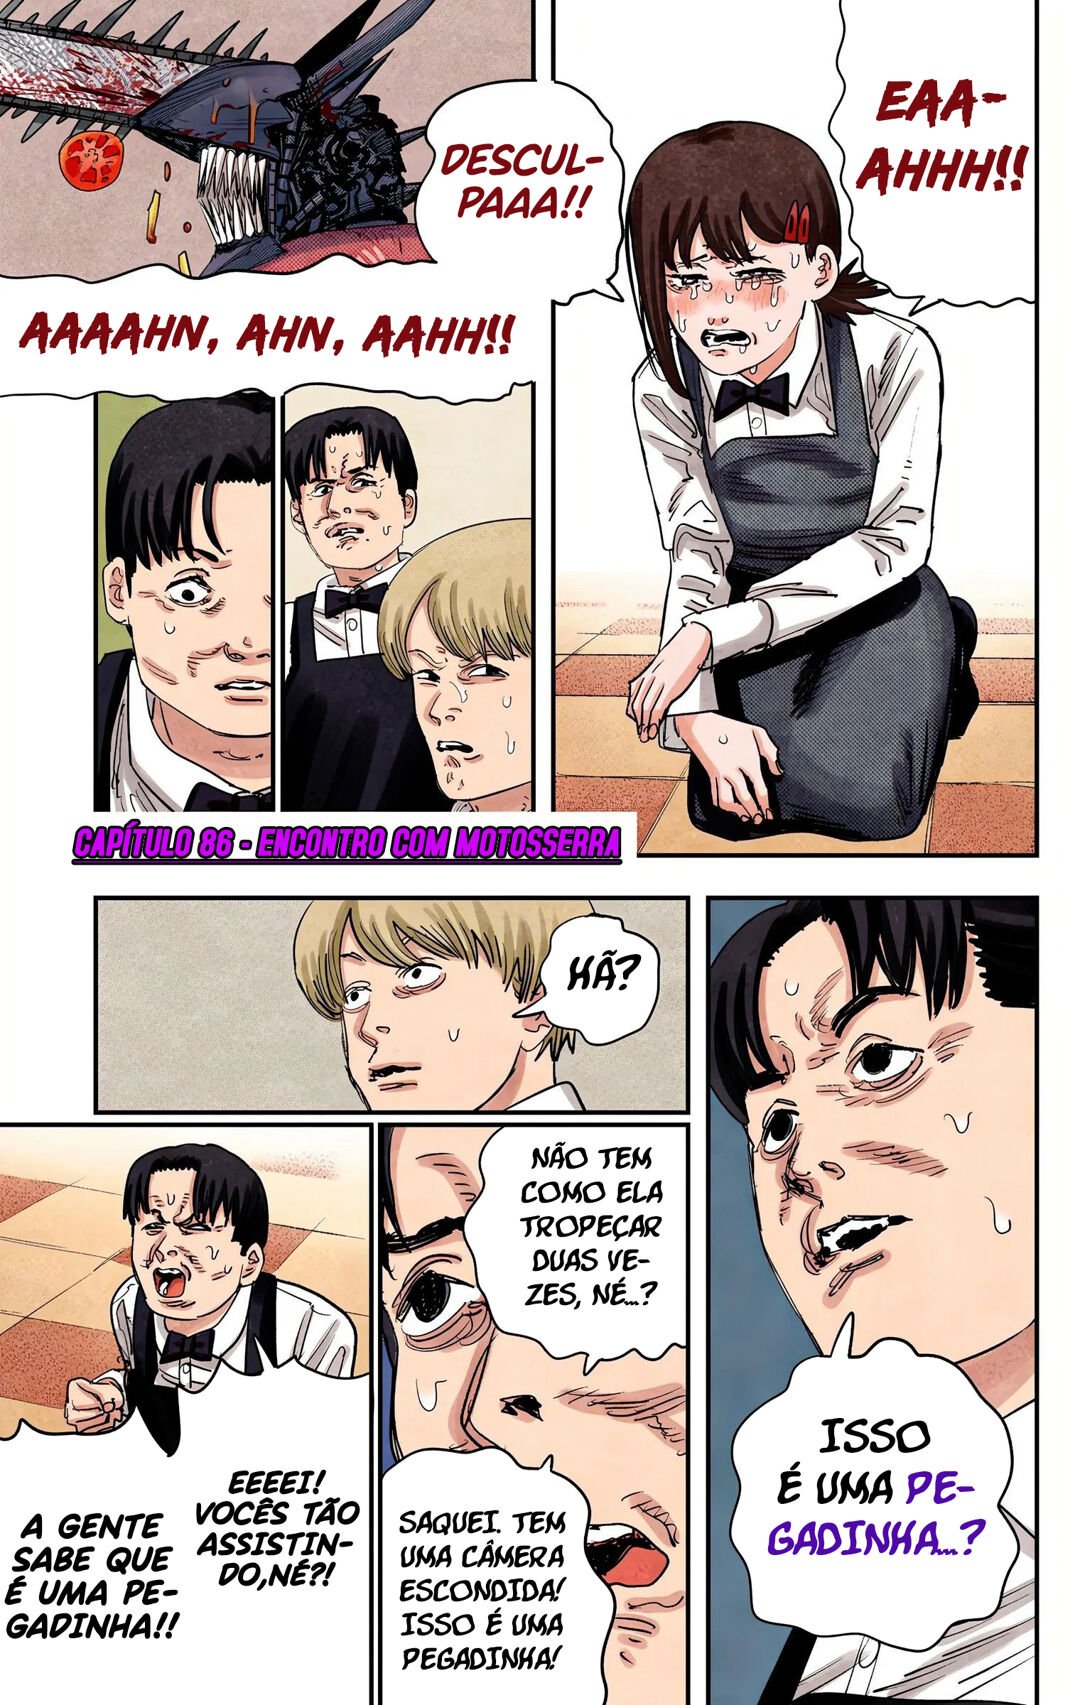 EAA-
AHHH!!
DESCUL-
PAAA!!
AAAAHN, AHN, AAHH!!
CAPÍTULO 86 - ENCONTRO COM MOTOSSERRA
ISSO
É UMA PE-
GADINHA...?
HÃ?
NÃO TEM
COMO ELA
TROPEÇAR
DUAS VE-
ZES, NÉ...?
SAQUEI. TEM
UMA CÂMERA
ESCONDIDA!
ISSO É UMA
PEGADINHA!
EEEEI!
VOCÊS TÃO
ASSISTIN-
DO,NÉ?!
A GENTE
SABE QUE
É UMA PE-
GADINHA!!